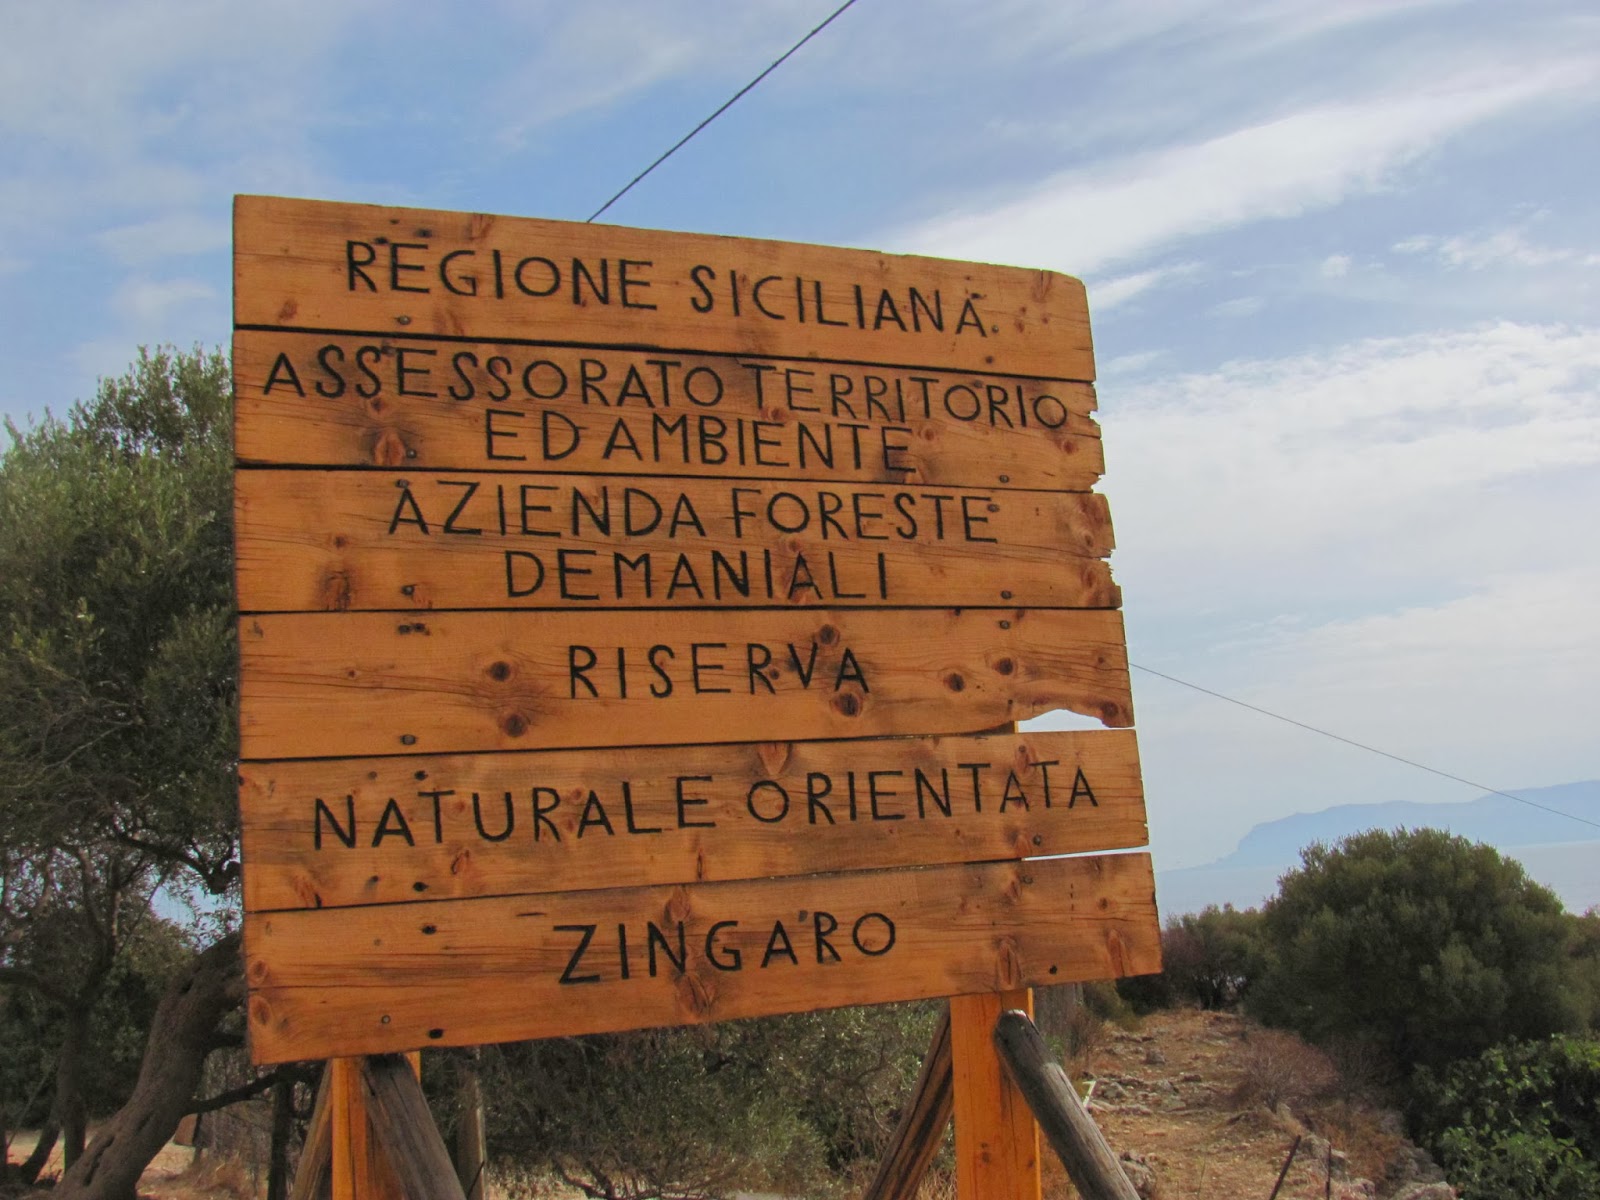 REGIONE SICILIANA
ASSESSORATO TERRITORIO
ED AMBIENTE
AZIENDA FORESTE
DEMANIALI
RISERVA
NATURALE ORIENTATA
ZINGARO